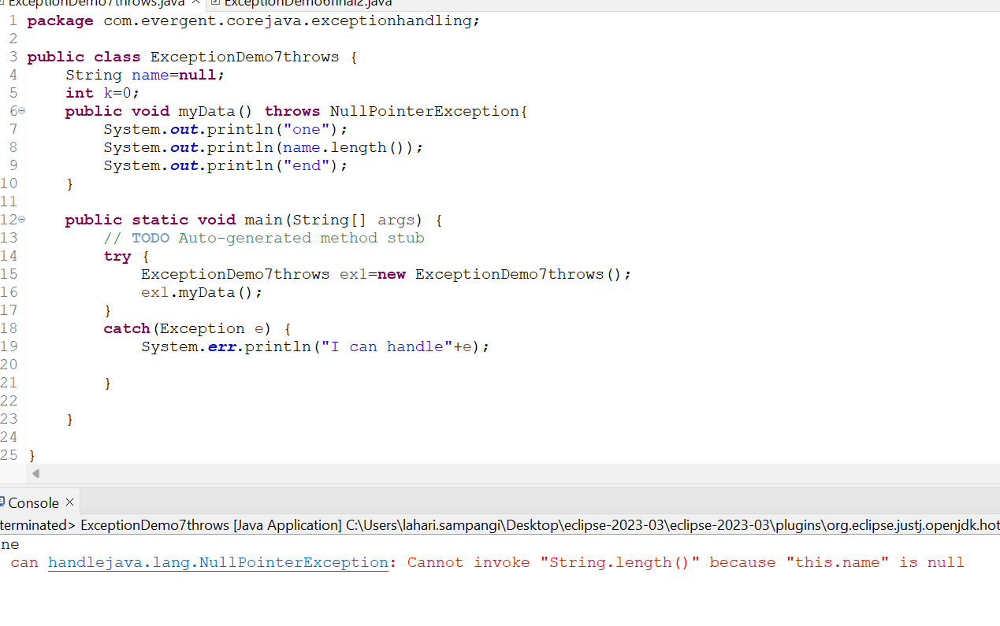 ExceptionDemo7throws.java × ExceptionDemo6final2.java
1 package com.evergent.corejava.exceptionhandling;
2
3 public class ExceptionDemo7throws {
4 String name=null;
5 int k=0;
6 public void myData() throws NullPointerException{
7 System.out.println("one");
8 System.out.println(name.length());
9 System.out.println("end");
10 }
11
12 public static void main(String[] args) {
13 // TODO Auto-generated method stub
14 try {
15 ExceptionDemo7throws ex1=new ExceptionDemo7throws();
16 ex1.myData();
17 }
18 catch(Exception e) {
19 System.err.println("I can handle"+e);
20
21 }
22
23 }
24
25 }
Console ×
terminated> ExceptionDemo7throws [Java Application] C:\Users\lahari.sampangi\Desktop\eclipse-2023-03\eclipse-2023-03\plugins\org.eclipse.justj.openjdk.hot
ne
can handlejava.lang.NullPointerException: Cannot invoke "String.length()" because "this.name" is null